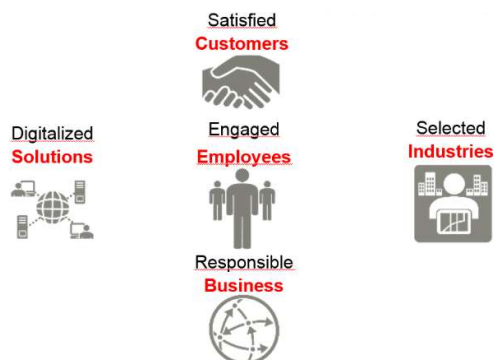 Satisfied
Customers
Digitalized
Solutions
Engaged
Employees
Selected
Industries
Responsible
Business